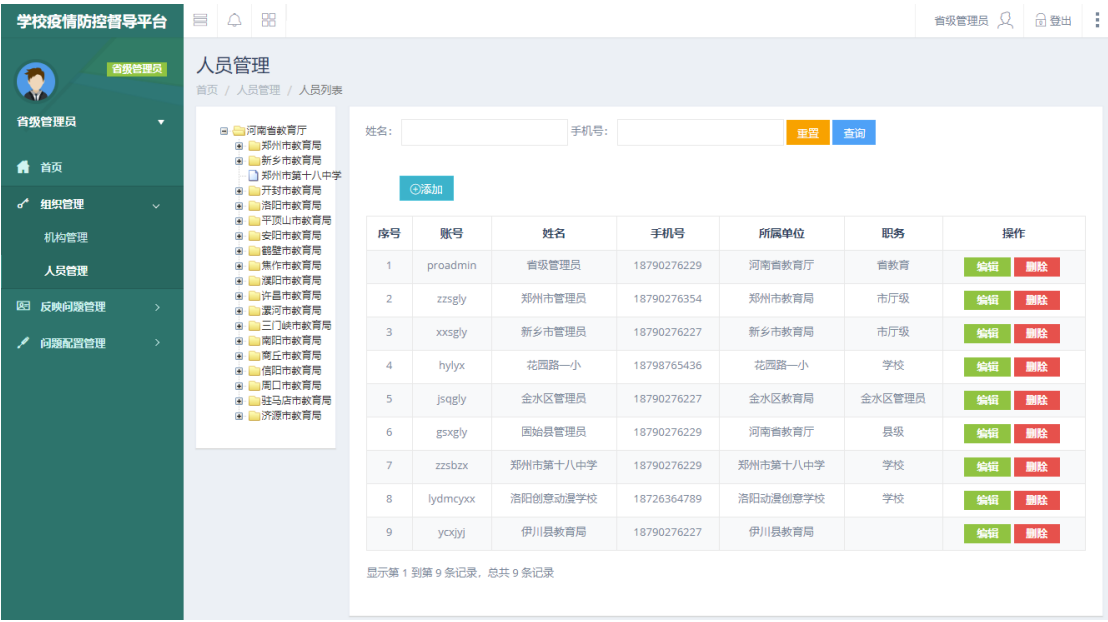 学校疫情防控督导平台
省级管理员
登出
省级管理员
省级管理员
首页
组织管理
机构管理
人员管理
反映问题管理
问题配置管理
人员管理
首页 / 人员管理 / 人员列表
河南省教育厅
郑州市教育局
新乡市教育局
郑州市第十八中学
开封市教育局
洛阳市教育局
平顶山市教育局
安阳市教育局
鹤壁市教育局
焦作市教育局
濮阳市教育局
许昌市教育局
漯河市教育局
三门峡市教育局
南阳市教育局
商丘市教育局
信阳市教育局
周口市教育局
驻马店市教育局
济源市教育局
姓名: 手机号: 重置 查询
添加
序号 账号 姓名 手机号 所属单位 职务 操作
1 proadmin 省级管理员 18790276229 河南省教育厅 省教育 编辑 删除
2 zzsgly 郑州市管理员 18790276354 郑州市教育局 市厅级 编辑 删除
3 xxsgly 新乡市管理员 18790276227 新乡市教育局 市厅级 编辑 删除
4 hylyx 花园路一小 18798765436 花园路一小 学校 编辑 删除
5 jsqgly 金水区管理员 18790276227 金水区教育局 金水区管理员 编辑 删除
6 gsxgly 固始县管理员 18790276229 河南省教育厅 县级 编辑 删除
7 zzsbzx 郑州市第十八中学 18790276229 郑州市第十八中学 学校 编辑 删除
8 lydmcyxx 洛阳创意动漫学校 18726364789 洛阳动漫创意学校 学校 编辑 删除
9 ycxjyj 伊川县教育局 18790276227 伊川县教育局 编辑 删除
显示第 1 到第 9 条记录，总共 9 条记录